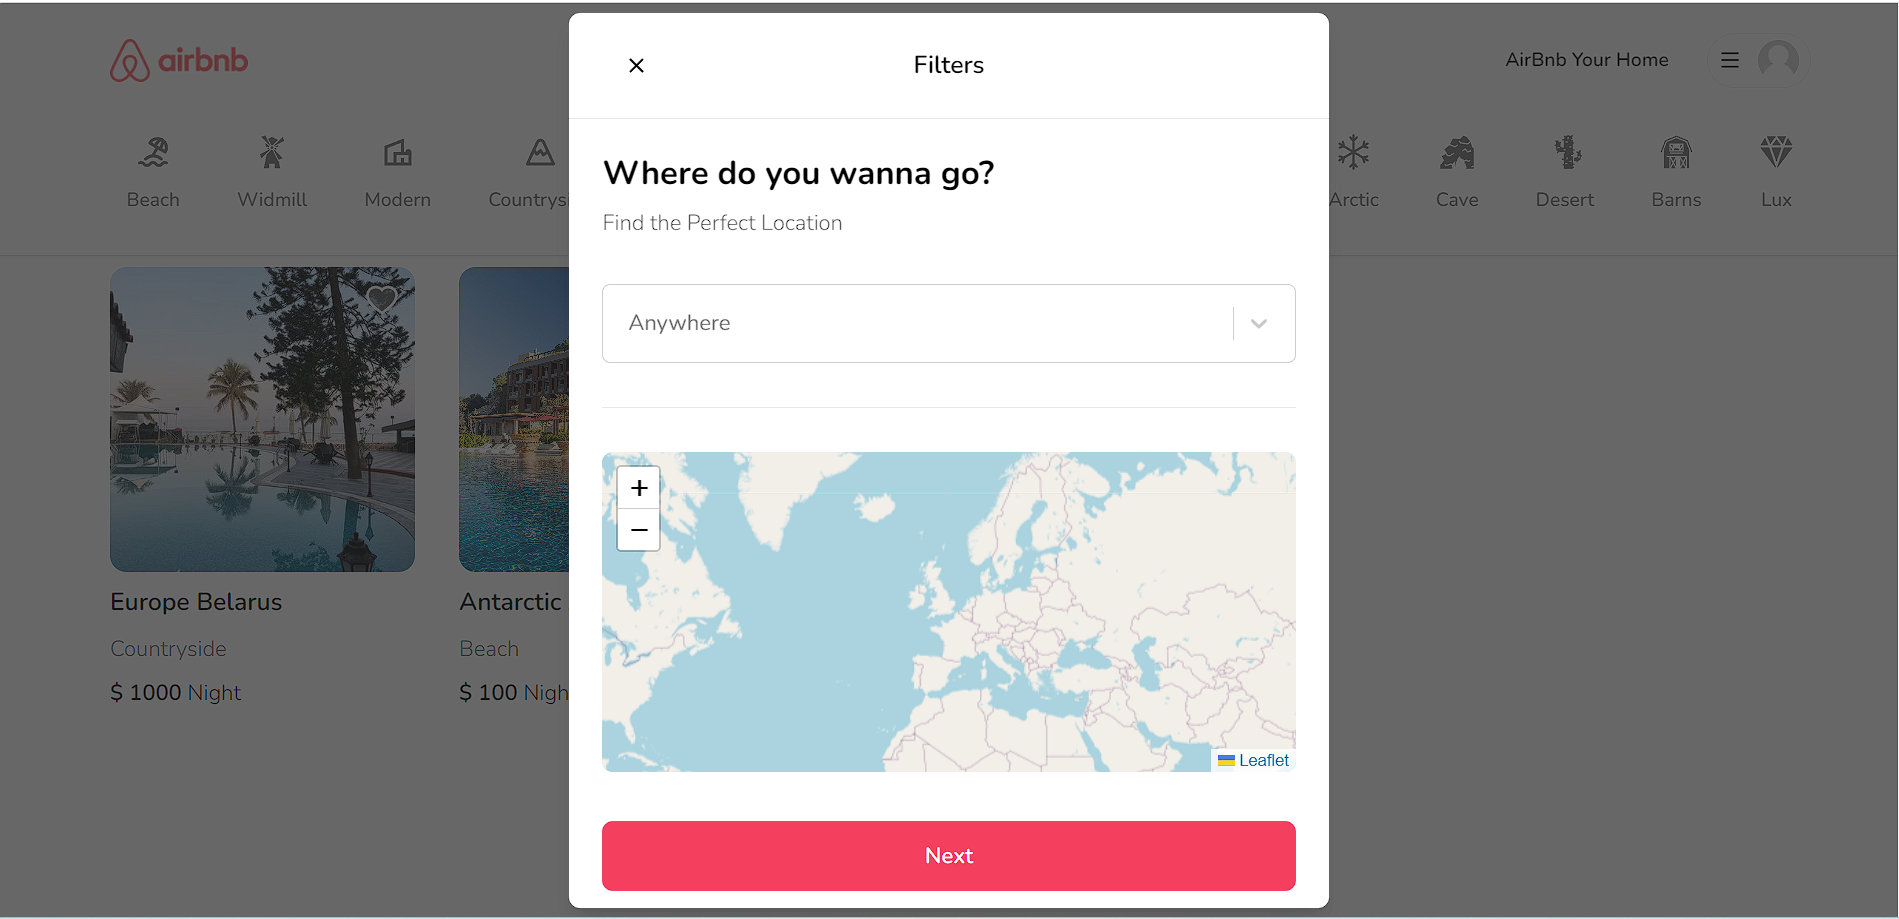 airbnb
AirBnb Your Home
Beach
Widmill
Modern
Countrys
Arctic
Cave
Desert
Barns
Lux
Filters
Where do you wanna go?
Find the Perfect Location
Anywhere
+
−
Leaflet
Next
Europe Belarus
Countryside
$ 1000 Night
Antarctic
Beach
$ 100 Nigh